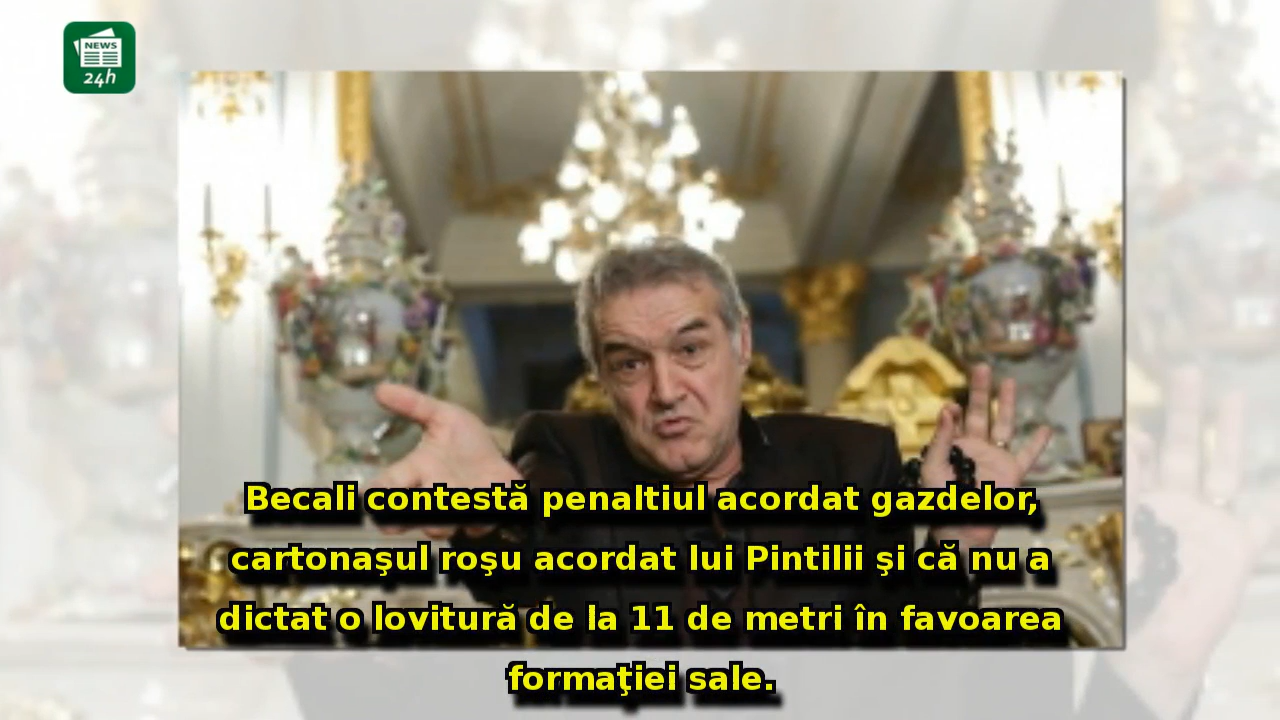 NEWS
24h
Becali contestă penaltiul acordat gazdelor,
cartonaşul roşu acordat lui Pintilii şi că nu a
dictat o lovitură de la 11 de metri în favoarea
formaţiei sale.